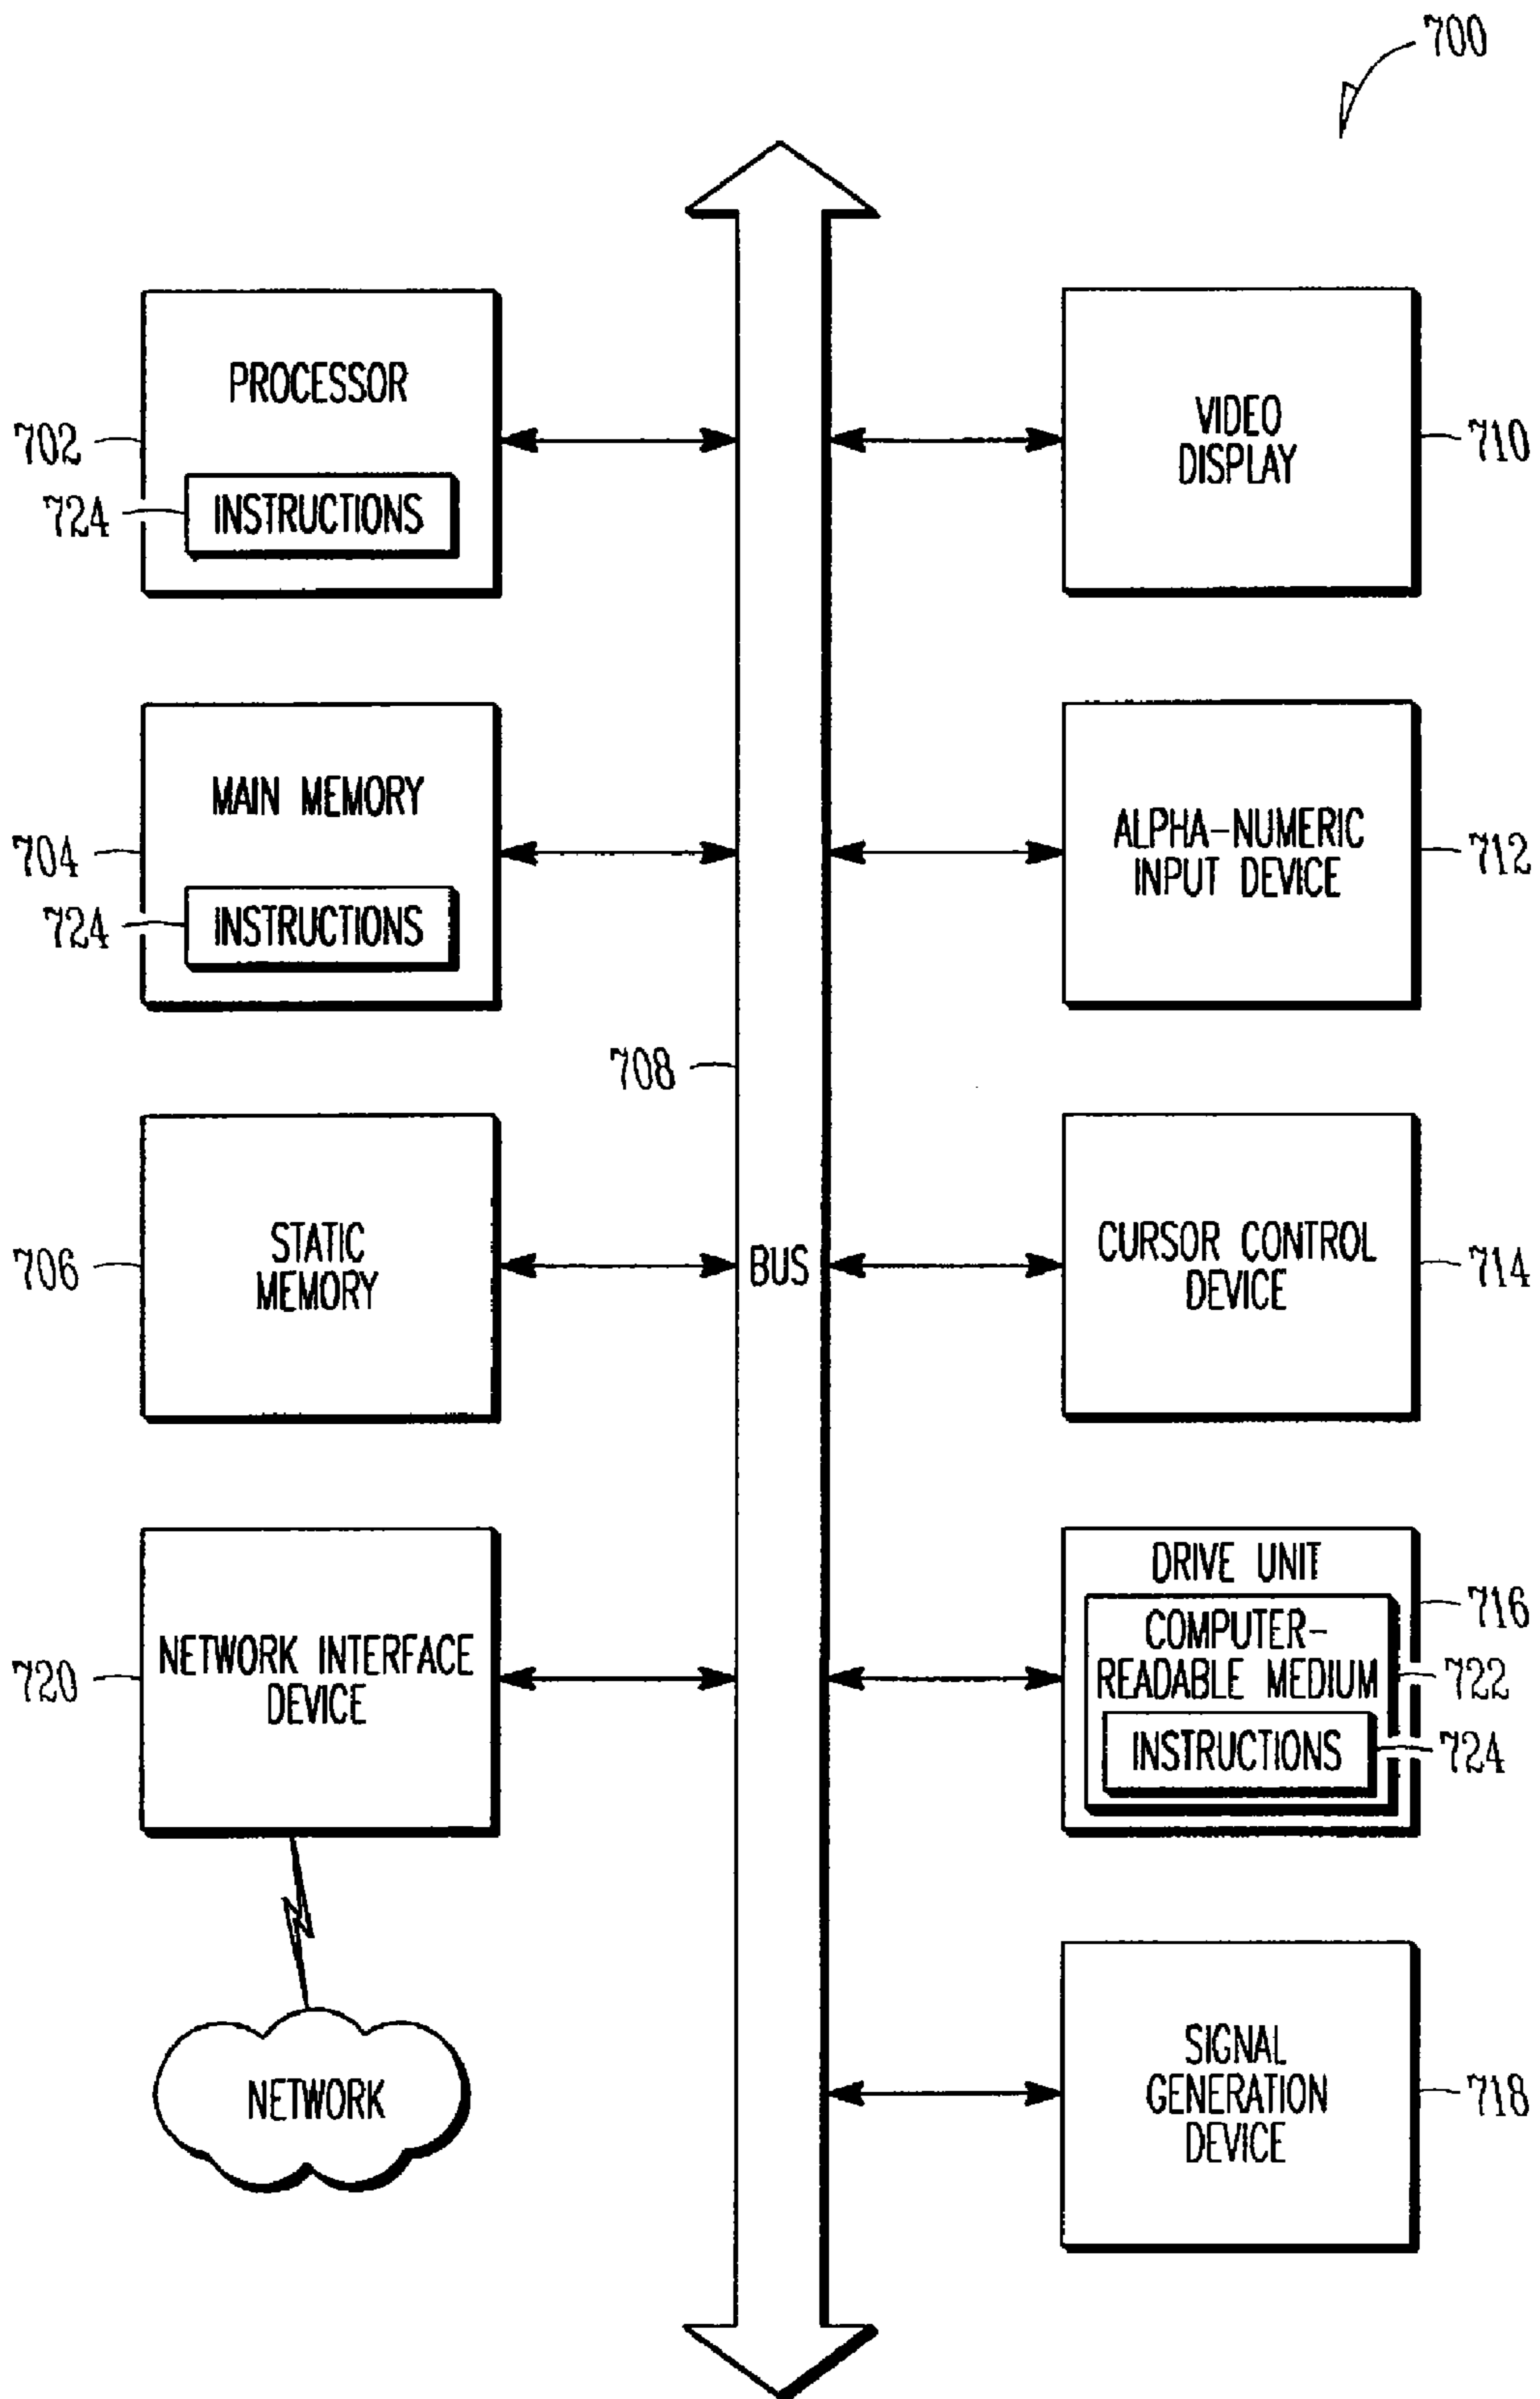 700
PROCESSOR
702
724
INSTRUCTIONS
VIDEO
DISPLAY
710
MAIN MEMORY
704
724
INSTRUCTIONS
ALPHA-NUMERIC
INPUT DEVICE
712
708
STATIC
MEMORY
706
BUS
CURSOR CONTROL
DEVICE
714
NETWORK INTERFACE
DEVICE
720
DRIVE UNIT
716
COMPUTER-
READABLE MEDIUM
722
INSTRUCTIONS
724
NETWORK
SIGNAL
GENERATION
DEVICE
718